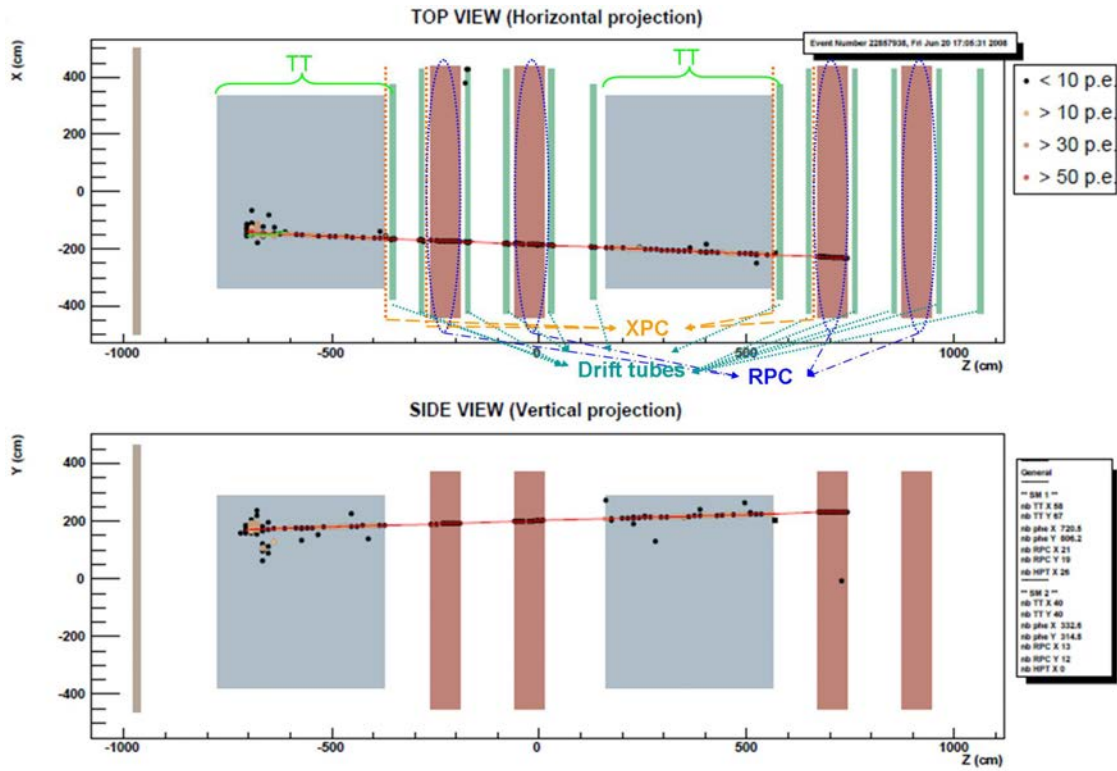 TOP VIEW (Horizontal projection)
Event Number 22857938, Fri Jun 20 17:05:31 2008
X (cm)
TT
TT
400
200
0
-200
-400
< 10 p.e.
> 10 p.e.
> 30 p.e.
> 50 p.e.
XPC
-1000
-500
0
500
1000
Drift tubes
RPC
Z (cm)
SIDE VIEW (Vertical projection)
Y (cm)
400
200
0
-200
-400
-1000
-500
0
500
1000
Z (cm)
General
** SM 1 **
nb TT X 58
nb TT Y 67
nb phe X 720.5
nb phe Y 806.2
nb RPC X 21
nb RPC Y 19
nb HPT X 26
** SM 2 **
nb TT X 40
nb TT Y 40
nb phe X 332.6
nb phe Y 314.5
nb RPC X 13
nb RPC Y 12
nb HPT X 0